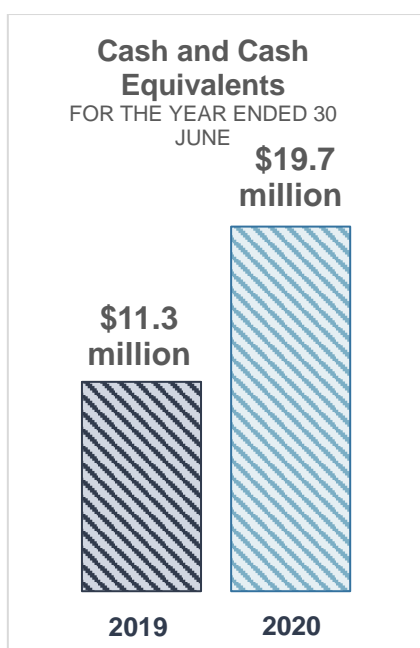 Cash and Cash
Equivalents
FOR THE YEAR ENDED 30
JUNE
$19.7
million
$11.3
million
2019
2020